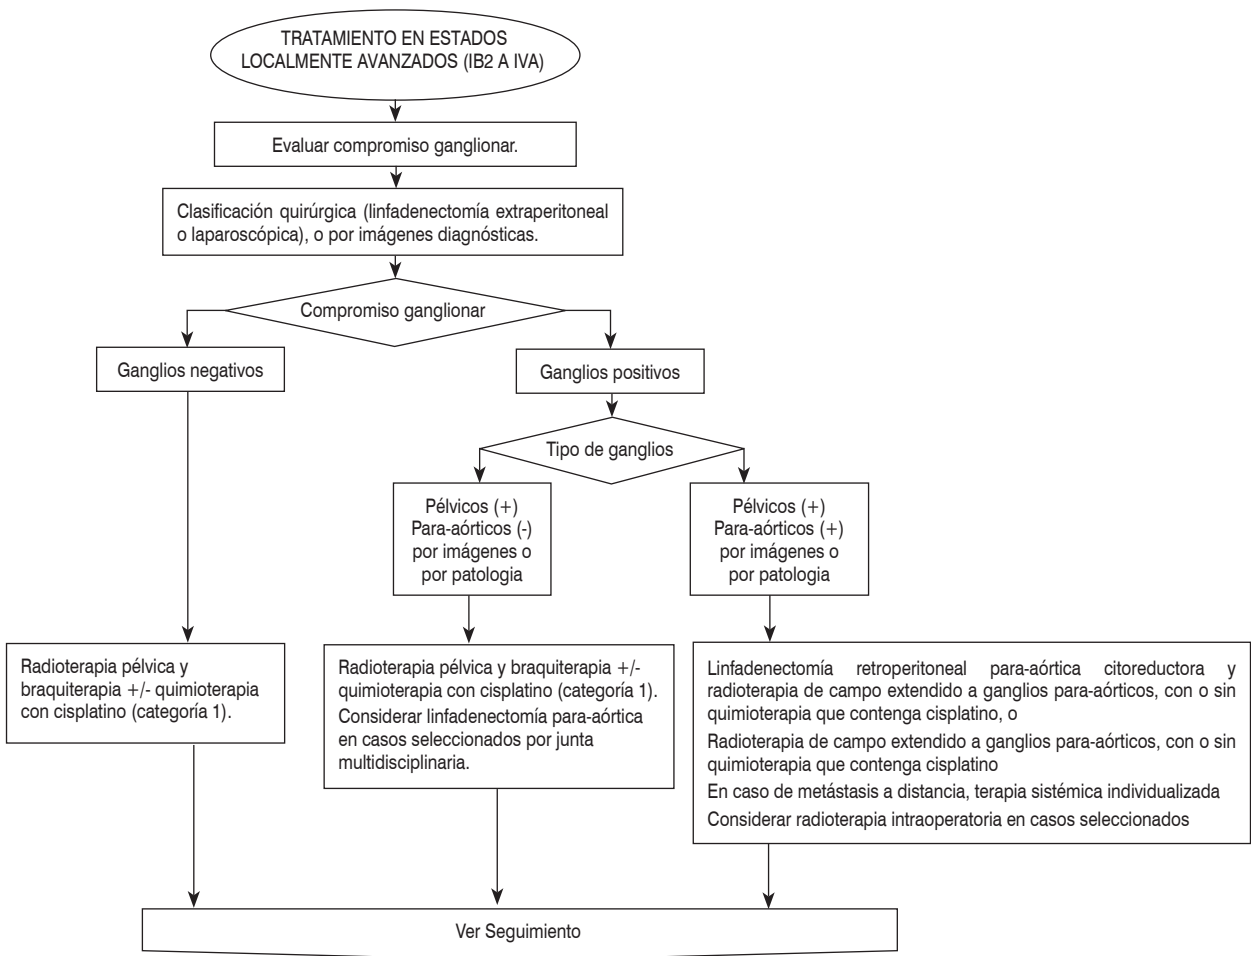 TRATAMIENTO EN ESTADOS
LOCALMENTE AVANZADOS (IB2 A IVA)
Evaluar compromiso ganglionar.
Clasificación quirúrgica (linfadenectomía extraperitoneal
o laparoscópica), o por imágenes diagnósticas.
Compromiso ganglionar
Ganglios negativos
Ganglios positivos
Tipo de ganglios
Pélvicos (+)
Para-aórticos (-)
por imágenes o
por patologia
Pélvicos (+)
Para-aórticos (+)
por imágenes o
por patologia
Radioterapia pélvica y
braquiterapia +/- quimioterapia
con cisplatino (categoría 1).
Radioterapia pélvica y braquiterapia +/-
quimioterapia con cisplatino (categoría 1).
Considerar linfadenectomía para-aórtica
en casos seleccionados por junta
multidisciplinaria.
Linfadenectomía retroperitoneal para-aórtica citoreductora y
radioterapia de campo extendido a ganglios para-aórticos, con o sin
quimioterapia que contenga cisplatino, o
Radioterapia de campo extendido a ganglios para-aórticos, con o sin
quimioterapia que contenga cisplatino
En caso de metástasis a distancia, terapia sistémica individualizada
Considerar radioterapia intraoperatoria en casos seleccionados
Ver Seguimiento